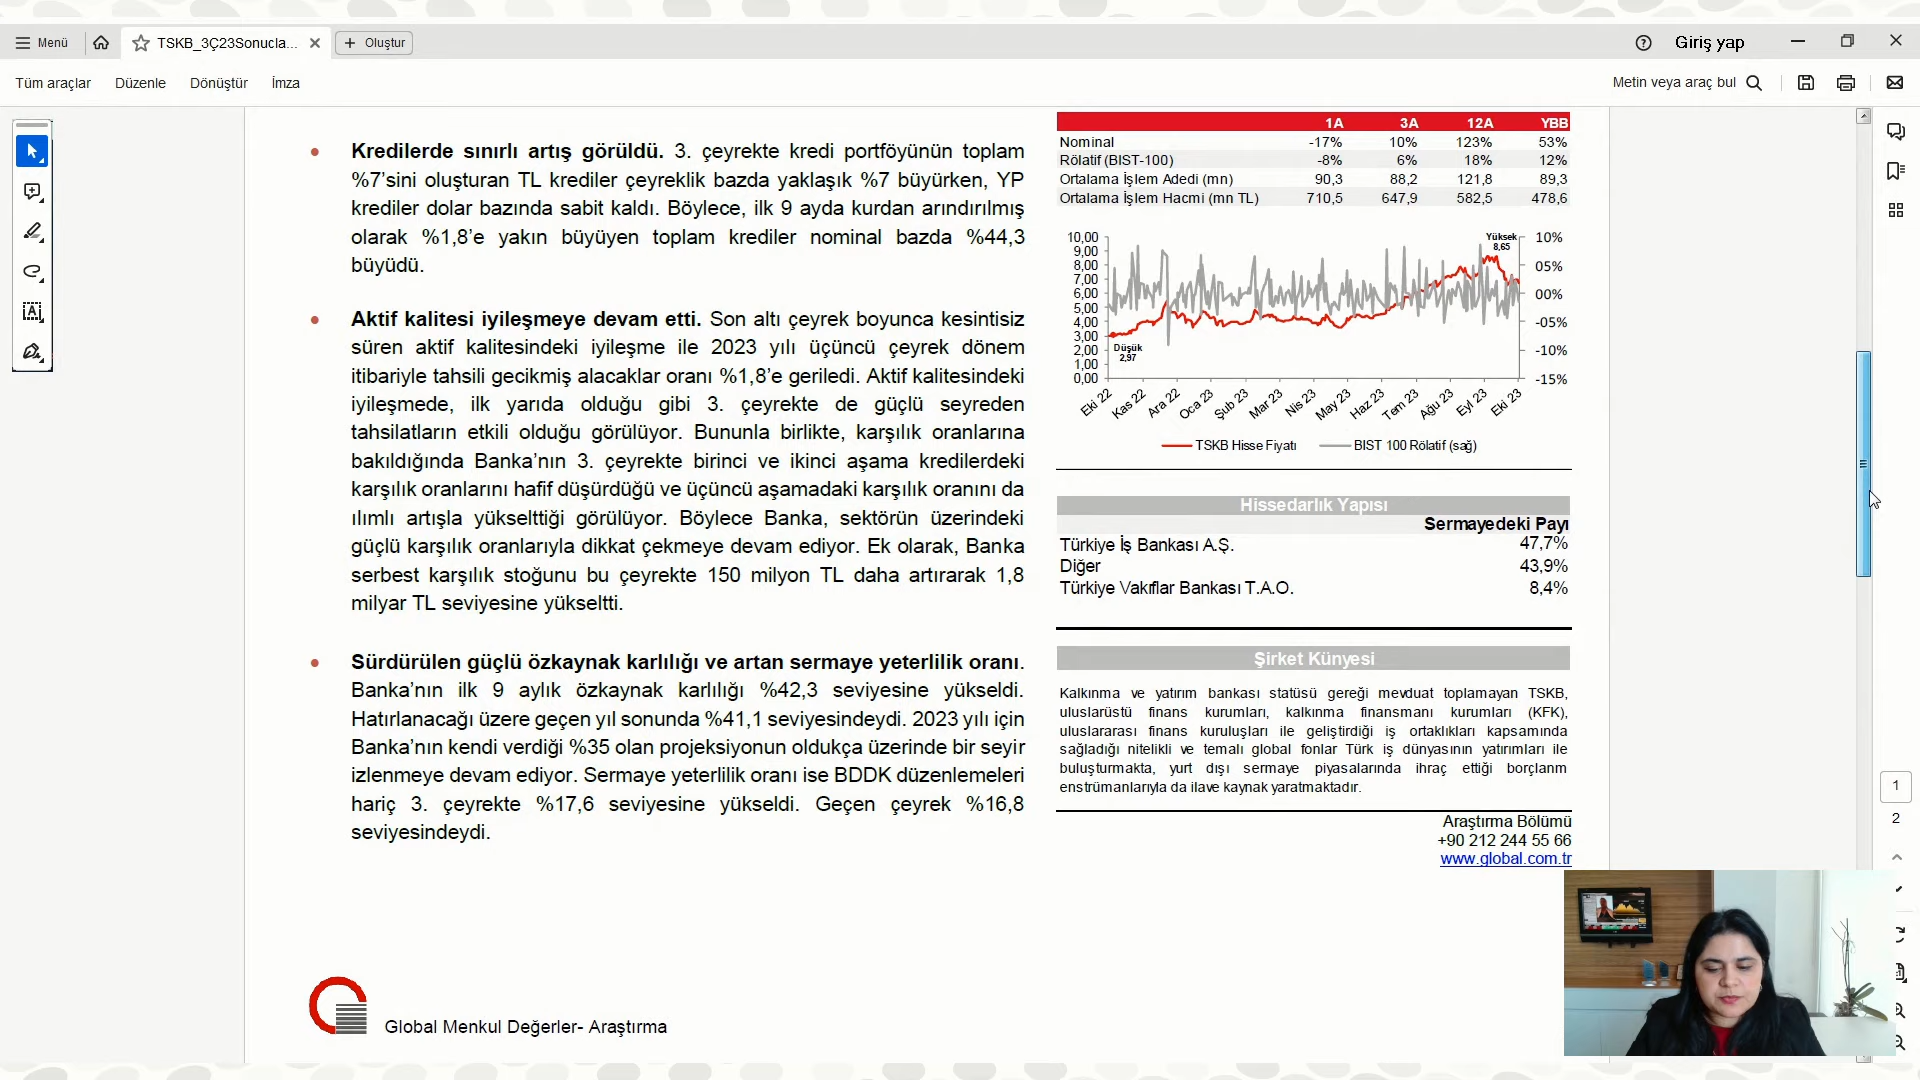 Menü
TSKB_3Ç23Sonucla...
Oluştur
Giriş yap
Tüm araçlar
Düzenle
Dönüştür
İmza
Metin veya araç bul
Kredilerde sınırlı artış görüldü. 3. çeyrekte kredi portföyünün toplam
%7’sini oluşturan TL krediler çeyreklik bazda yaklaşık %7 büyürken, YP
krediler dolar bazında sabit kaldı. Böylece, ilk 9 ayda kurdan arındırılmış
olarak %1,8’e yakın büyüyen toplam krediler nominal bazda %44,3
büyüdü.
Aktif kalitesi iyileşmeye devam etti. Son altı çeyrek boyunca kesintisiz
süren aktif kalitesindeki iyileşme ile 2023 yılı üçüncü çeyrek dönem
itibariyle tahsili gecikmiş alacaklar oranı %1,8’e geriledi. Aktif kalitesindeki
iyileşmede, ilk yarıda olduğu gibi 3. çeyrekte de güçlü seyreden
tahsilatların etkili olduğu görülüyor. Bununla birlikte, karşılık oranlarına
bakıldığında Banka’nın 3. çeyrekte birinci ve ikinci aşama kredilerdeki
karşılık oranlarını hafif düşürdüğü ve üçüncü aşamadaki karşılık oranını da
ılımlı artışla yükselttiği görülüyor. Böylece Banka, sektörün üzerindeki
güçlü karşılık oranlarıyla dikkat çekmeye devam ediyor. Ek olarak, Banka
serbest karşılık stoğunu bu çeyrekte 150 milyon TL daha artırarak 1,8
milyar TL seviyesine yükseltti.
Sürdürülen güçlü özkaynak karlılığı ve artan sermaye yeterlilik oranı.
Banka’nın ilk 9 aylık özkaynak karlılığı %42,3 seviyesine yükseldi.
Hatırlanacağı üzere geçen yıl sonunda %41,1 seviyesindeydi. 2023 yılı için
Banka’nın kendi verdiği %35 olan projeksiyonun oldukça üzerinde bir seyir
izlenmeye devam ediyor. Sermaye yeterlilik oranı ise BDDK düzenlemeleri
hariç 3. çeyrekte %17,6 seviyesine yükseldi. Geçen çeyrek %16,8
seviyesindeydi.
1A 3A 12A YBB
Nominal -17% 10% 123% 53%
Rölatif (BIST-100) -8% 6% 18% 12%
Ortalama İşlem Adedi (mn) 90,3 88,2 121,8 89,3
Ortalama İşlem Hacmi (mn TL) 710,5 647,9 582,5 478,6
10,00
9,00
8,00
7,00
6,00
5,00
4,00
3,00
2,00
1,00
0,00
Yüksek
8,65
Düşük
2,97
10%
05%
00%
-05%
-10%
-15%
Eki 22 Kas 22 Ara 22 Oca 23 Şub 23 Mar 23 Nis 23 May 23 Haz 23 Tem 23 Ağu 23 Eyl 23 Eki 23
TSKB Hisse Fiyatı BIST 100 Rölatif (sağ)
Hissedarlık Yapısı
Sermayedeki Payı
Türkiye İş Bankası A.Ş. 47,7%
Diğer 43,9%
Türkiye Vakıflar Bankası T.A.O. 8,4%
Şirket Künyesi
Kalkınma ve yatırım bankası statüsü gereği mevduat toplamayan TSKB,
uluslarüstü finans kurumları, kalkınma finansmanı kurumları (KFK),
uluslararası finans kuruluşları ile geliştirdiği iş ortaklıkları kapsamında
sağladığı nitelikli ve temalı global fonlar Türk iş dünyasının yatırımları ile
buluşturmakta, yurt dışı sermaye piyasalarında ihraç ettiği borçlanm
enstrümanlarıyla da ilave kaynak yaratmaktadır.
Araştırma Bölümü
+90 212 244 55 66
www.global.com.tr
1
2
Global Menkul Değerler- Araştırma